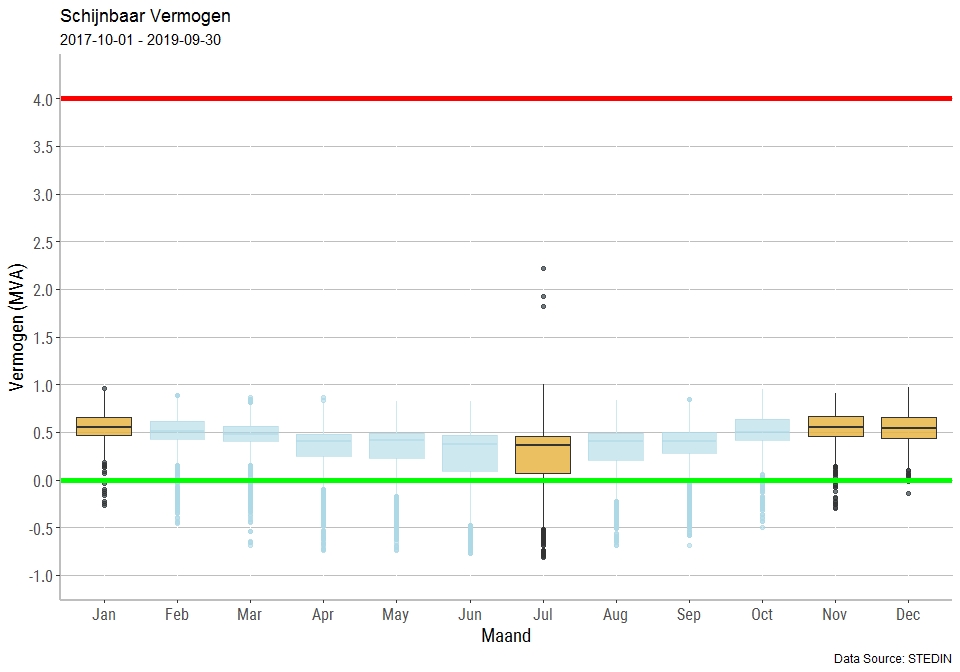 Schijnbaar Vermogen
2017-10-01 - 2019-09-30
Vermogen (MVA)
4.0
3.5
3.0
2.5
2.0
1.5
1.0
0.5
0.0
-0.5
-1.0
Jan Feb Mar Apr May Jun Jul Aug Sep Oct Nov Dec
Maand
Data Source: STEDIN